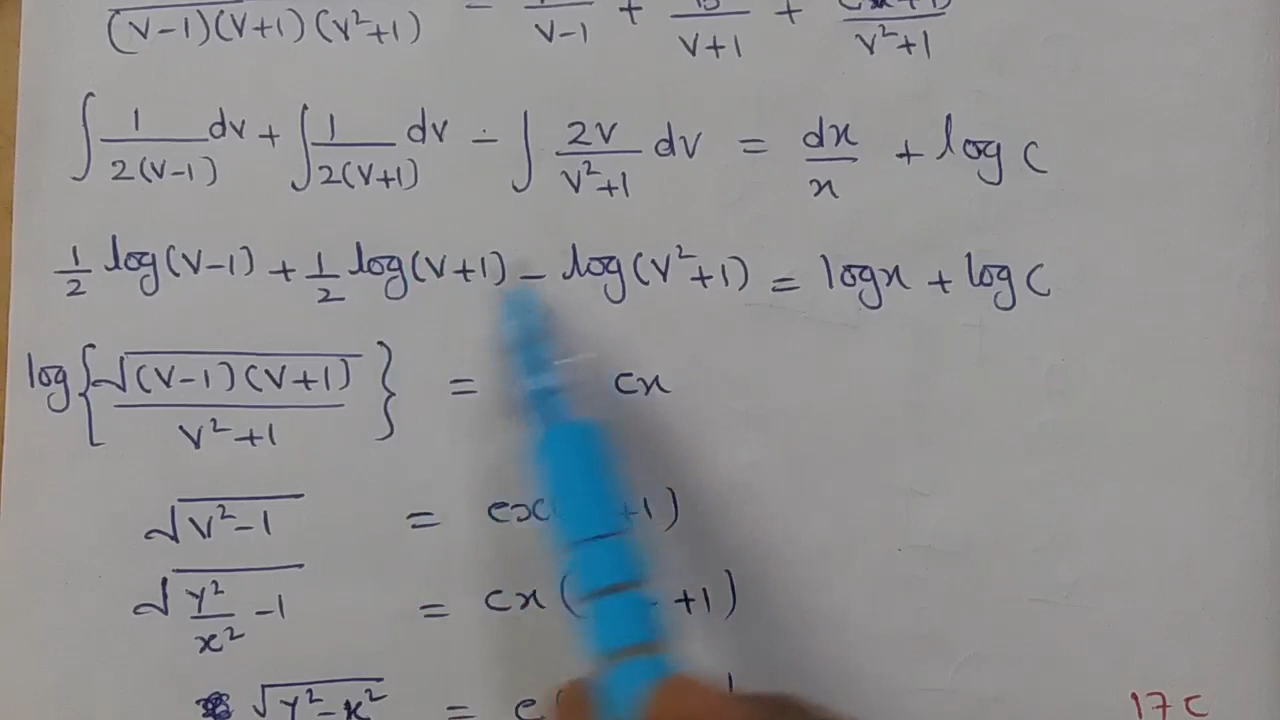 (v-1)(v+1)(v²+1) = /v-1 + /v+1 + /v²+1
∫ 1/2(v-1) dv + ∫ 1/2(v+1) dv - ∫ 2v/v²+1 dv = dx/x + log c
1/2 log(v-1) + 1/2 log(v+1) - log(v²+1) = log x + log c
log{√(v-1)(v+1)/v²+1} = cx
√v²-1 = cx +1)
√y²/x² -1 = cx( +1)
√y²-x² = c
17c